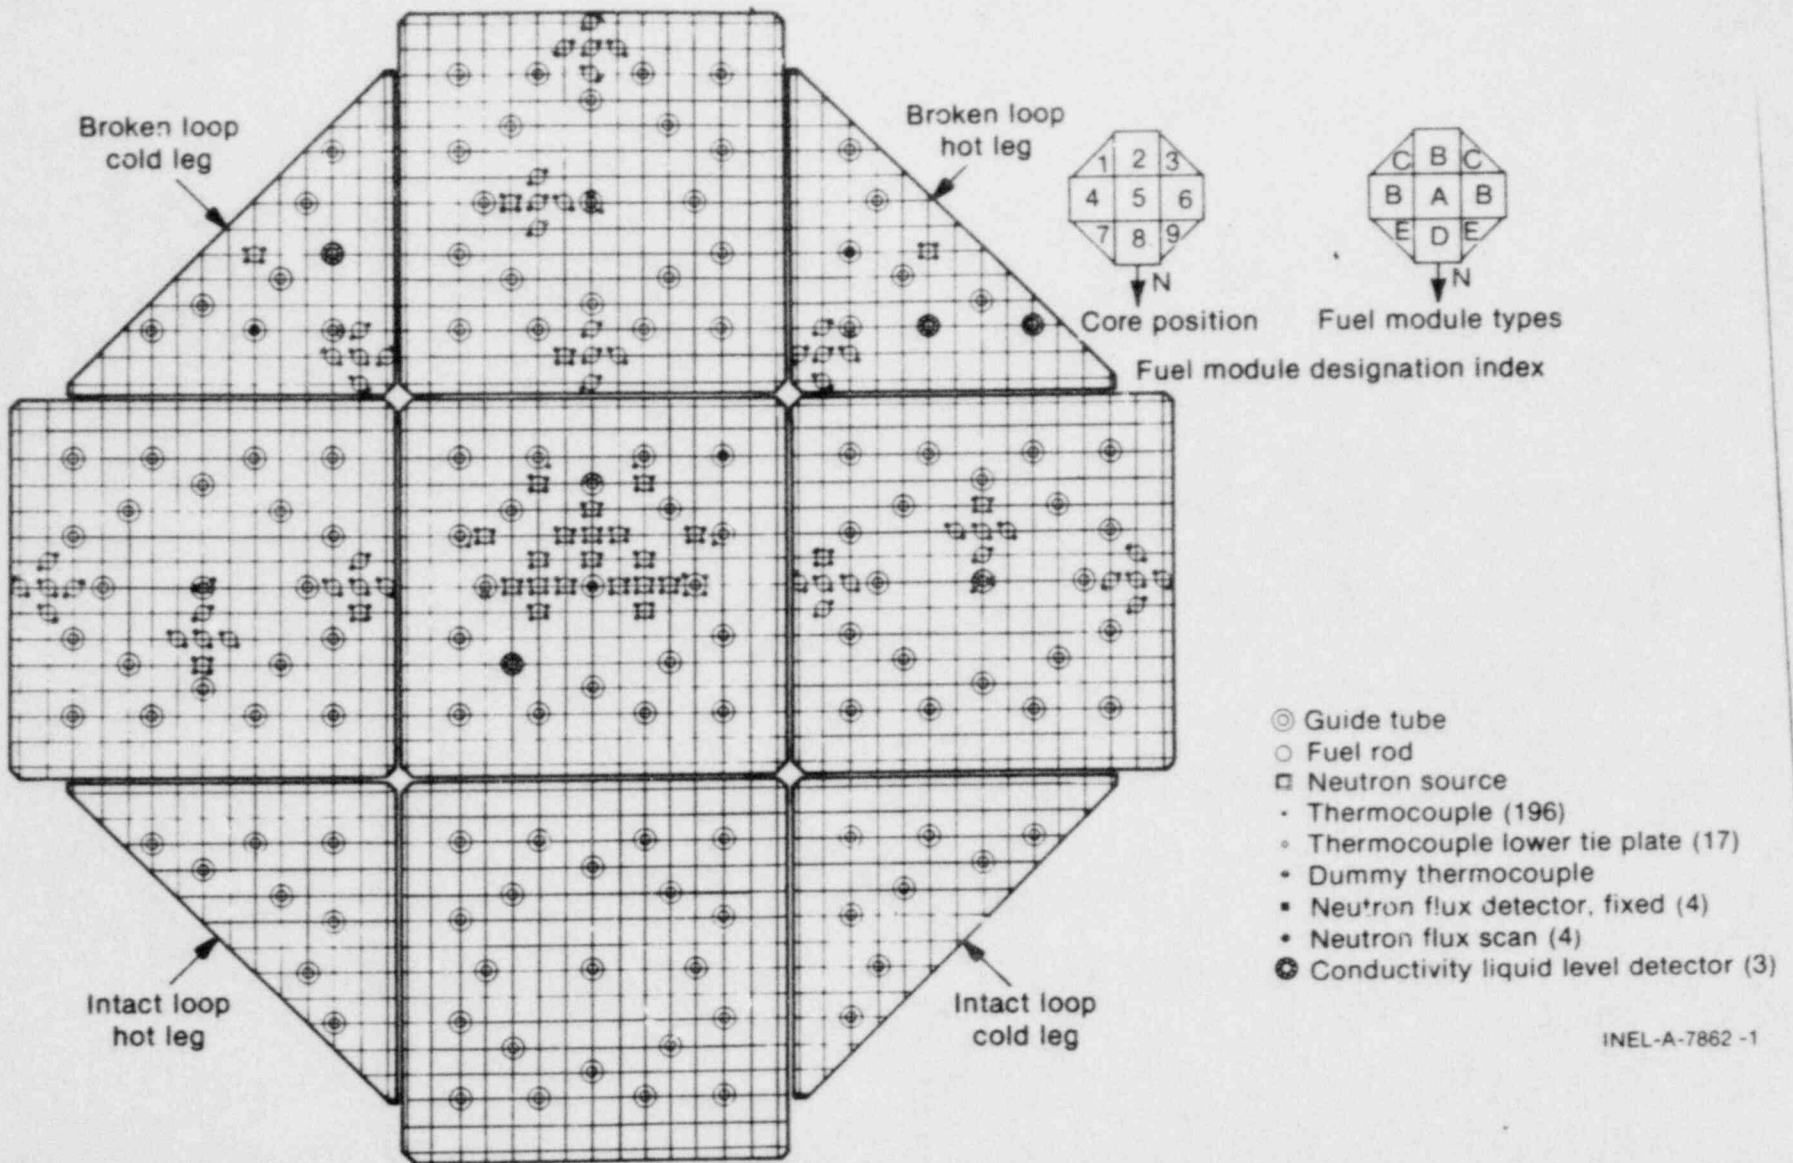 Broken loop
cold leg
Broken loop
hot leg
1 2 3
4 5 6
7 8 9
N
Core position
C B C
B A B
E D E
N
Fuel module types
Fuel module designation index
Guide tube
Fuel rod
Neutron source
Thermocouple (196)
Thermocouple lower tie plate (17)
Dummy thermocouple
Neutron flux detector, fixed (4)
Neutron flux scan (4)
Conductivity liquid level detector (3)
Intact loop
hot leg
Intact loop
cold leg
INEL-A-7862 -1